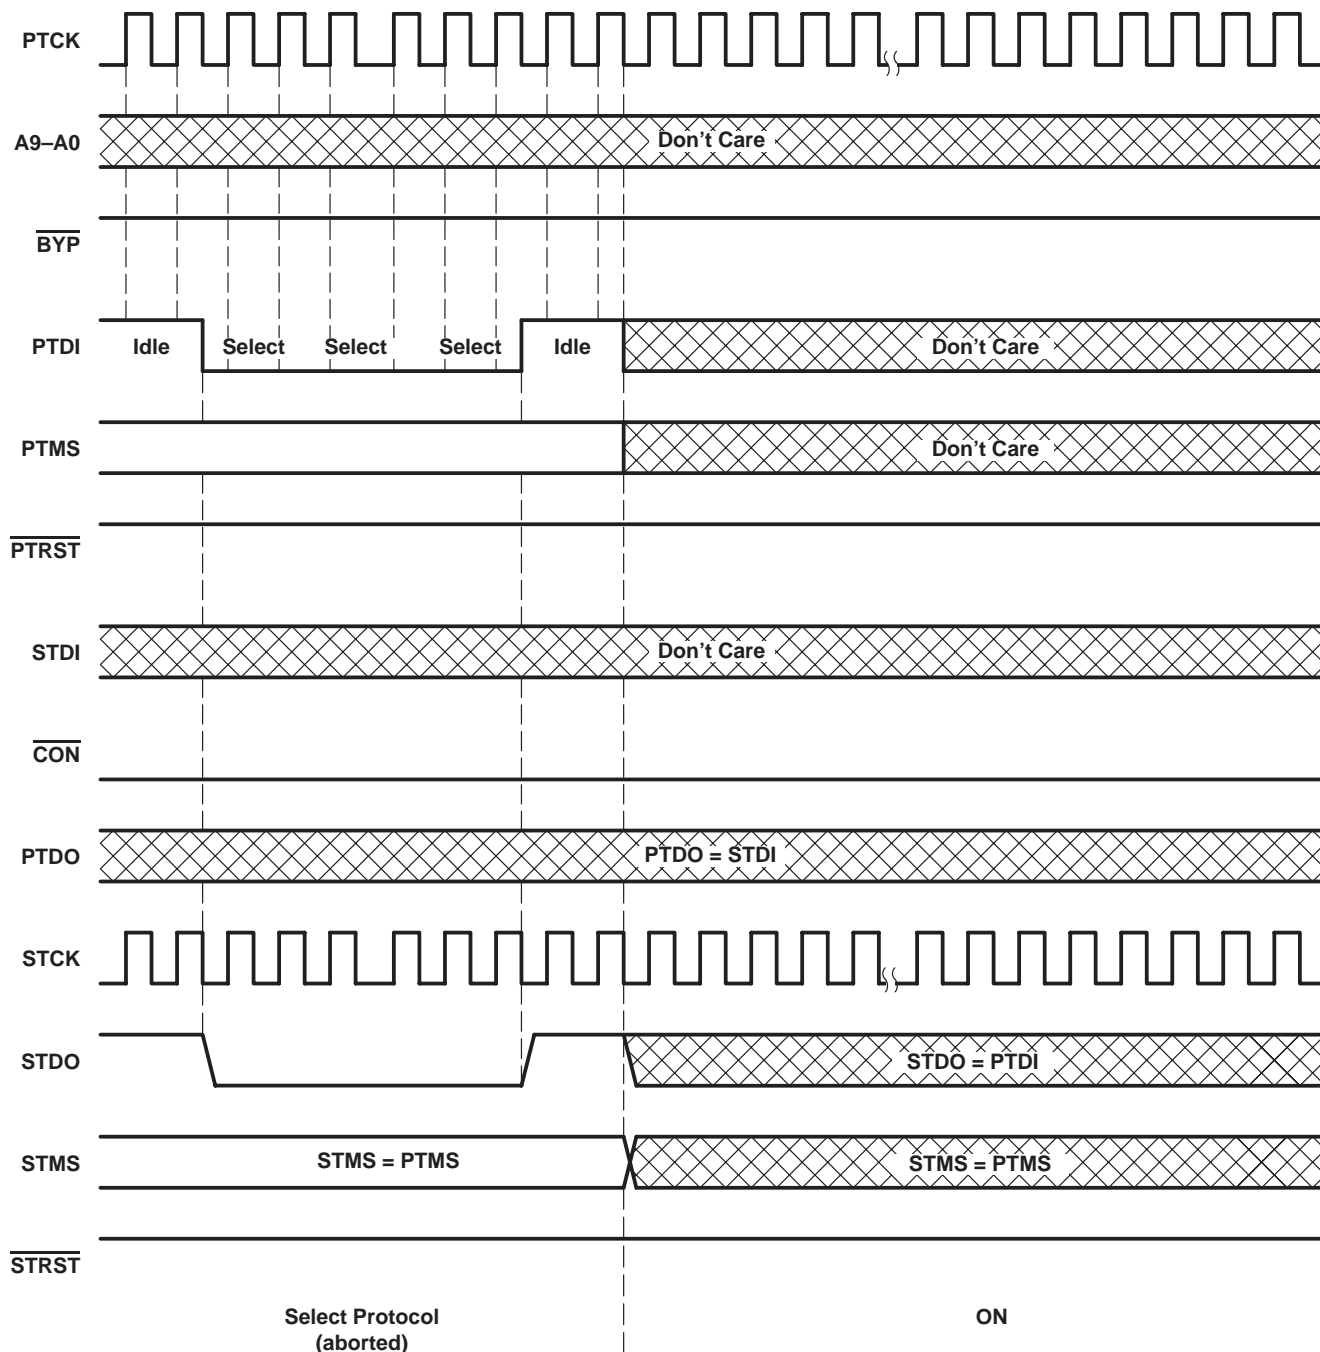 PTCK
A9–A0
Don't Care
BYP
PTDI
Idle
Select
Select
Select
Idle
Don't Care
PTMS
Don't Care
PTRST
STDI
Don't Care
CON
PTDO
PTDO = STDI
STCK
STDO
STDO = PTDI
STMS
STMS = PTMS
STMS = PTMS
STRST
Select Protocol
(aborted)
ON